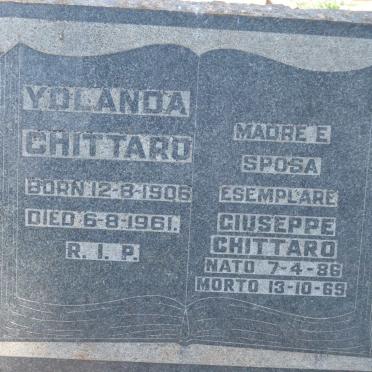 YOLANDA
CHITTARO
BORN 12-8-1906
DIED 6-8-1961.
R. I. P.
MADRE E
SPOSA
ESEMPLARE
GIUSEPPE
CHITTARO
NATO 7-4-86
MORTO 13-10-69